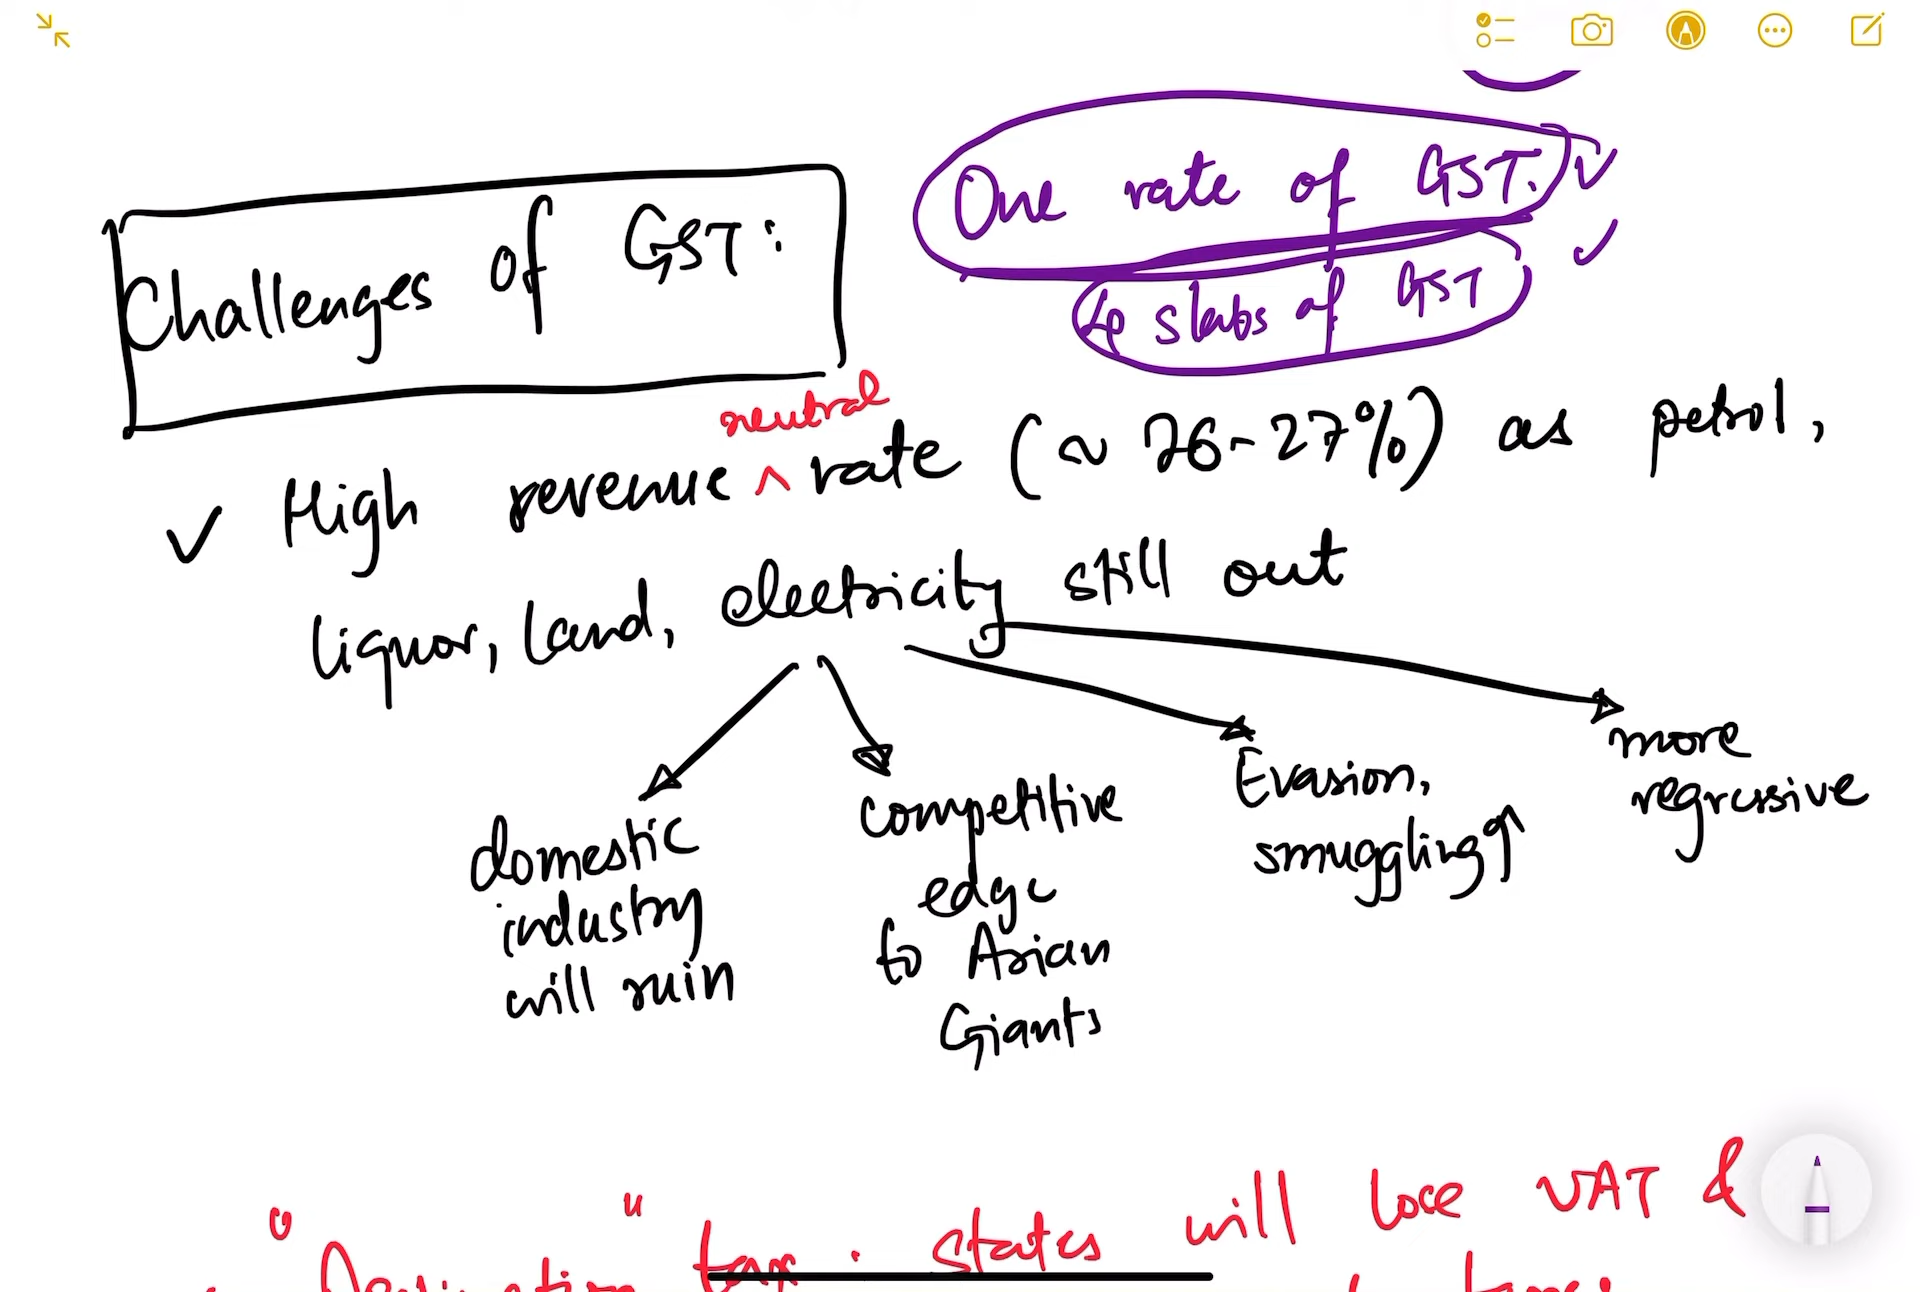 One rate of GST.
4 slabs of GST
Challenges of GST:
neutral
High revenue ^ rate (~ 26-27%) as petrol,
liquor, Land, electricity still out
domestic
industry
will ruin
competitive
edge
to Asian
Giants
Evasion,
smuggling↑
more
regressive
"Destination" tax: states will lose VAT &